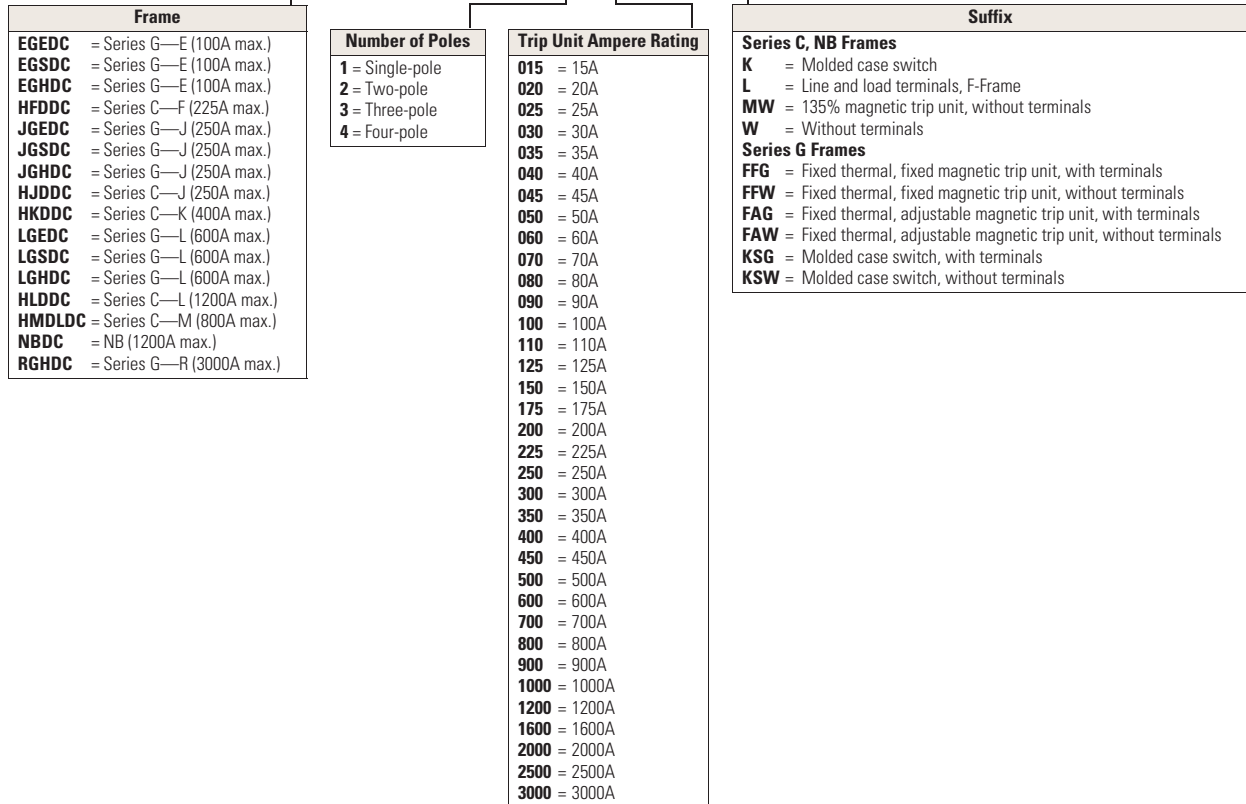 Frame
EGEDC = Series G—E (100A max.)
EGSDC = Series G—E (100A max.)
EGHDC = Series G—E (100A max.)
HFDDC = Series C—F (225A max.)
JGEDC = Series G—J (250A max.)
JGSDC = Series G—J (250A max.)
JGHDC = Series G—J (250A max.)
HJDDC = Series C—J (250A max.)
HKDDC = Series C—K (400A max.)
LGEDC = Series G—L (600A max.)
LGSDC = Series G—L (600A max.)
LGHDC = Series G—L (600A max.)
HLDDC = Series C—L (1200A max.)
HMDLDC = Series C—M (800A max.)
NBDC = NB (1200A max.)
RGHDC = Series G—R (3000A max.)
Number of Poles
1 = Single-pole
2 = Two-pole
3 = Three-pole
4 = Four-pole
Trip Unit Ampere Rating
015 = 15A
020 = 20A
025 = 25A
030 = 30A
035 = 35A
040 = 40A
045 = 45A
050 = 50A
060 = 60A
070 = 70A
080 = 80A
090 = 90A
100 = 100A
110 = 110A
125 = 125A
150 = 150A
175 = 175A
200 = 200A
225 = 225A
250 = 250A
300 = 300A
350 = 350A
400 = 400A
450 = 450A
500 = 500A
600 = 600A
700 = 700A
800 = 800A
900 = 900A
1000 = 1000A
1200 = 1200A
1600 = 1600A
2000 = 2000A
2500 = 2500A
3000 = 3000A
Suffix
Series C, NB Frames
K = Molded case switch
L = Line and load terminals, F-Frame
MW = 135% magnetic trip unit, without terminals
W = Without terminals
Series G Frames
FFG = Fixed thermal, fixed magnetic trip unit, with terminals
FFW = Fixed thermal, fixed magnetic trip unit, without terminals
FAG = Fixed thermal, adjustable magnetic trip unit, with terminals
FAW = Fixed thermal, adjustable magnetic trip unit, without terminals
KSG = Molded case switch, with terminals
KSW = Molded case switch, without terminals